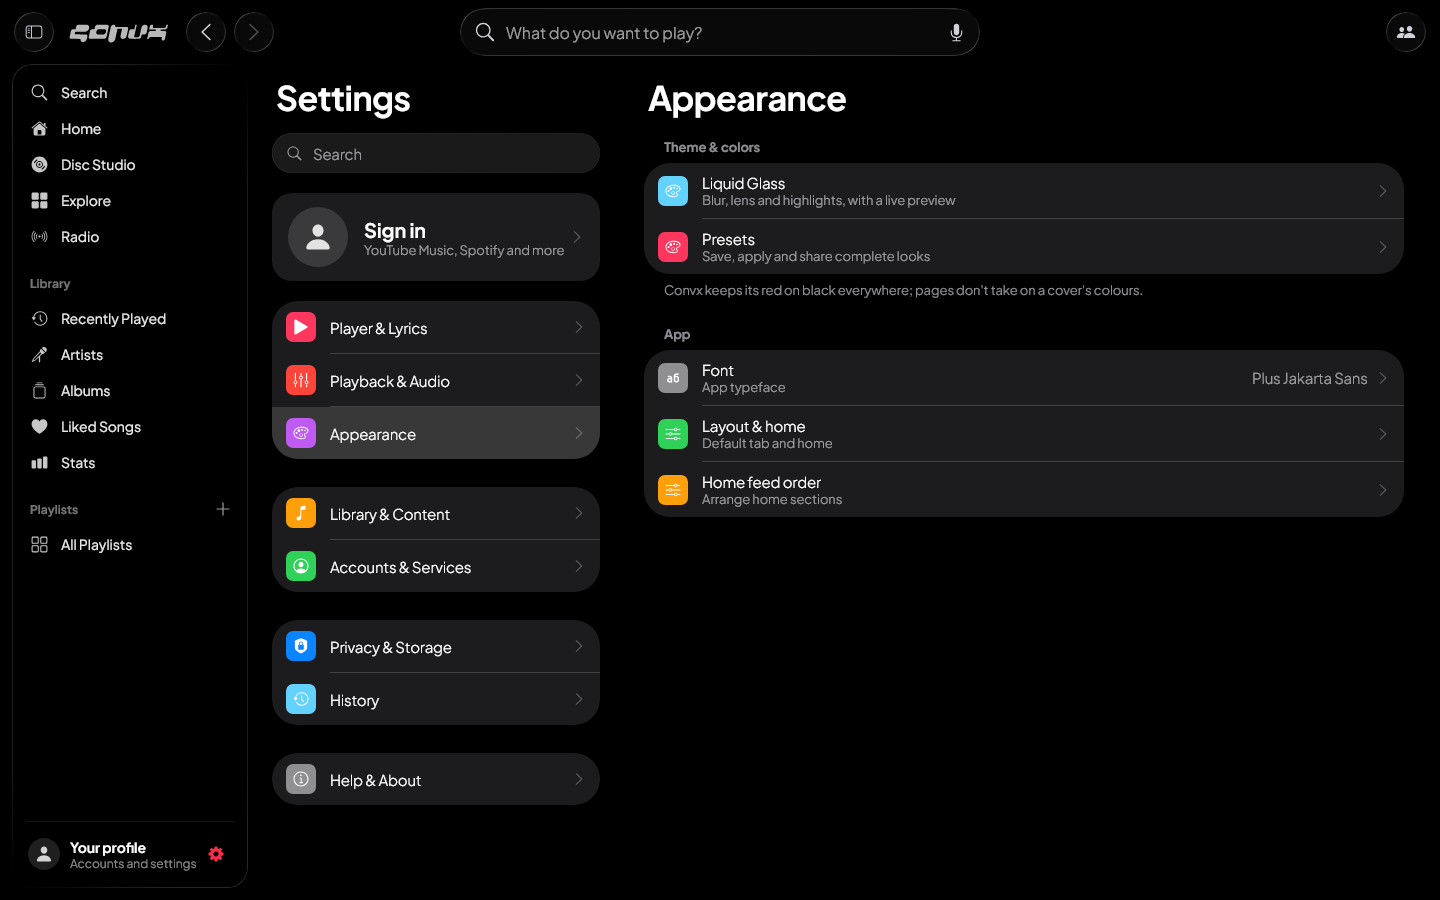 convx
What do you want to play?
Search
Home
Disc Studio
Explore
Radio
Library
Recently Played
Artists
Albums
Liked Songs
Stats
Playlists
All Playlists
Your profile
Accounts and settings
Settings
Search
Sign in
YouTube Music, Spotify and more
Player & Lyrics
Playback & Audio
Appearance
Library & Content
Accounts & Services
Privacy & Storage
History
Help & About
Appearance
Theme & colors
Liquid Glass
Blur, lens and highlights, with a live preview
Presets
Save, apply and share complete looks
Convx keeps its red on black everywhere; pages don't take on a cover's colours.
App
аб
Font
App typeface
Plus Jakarta Sans
Layout & home
Default tab and home
Home feed order
Arrange home sections